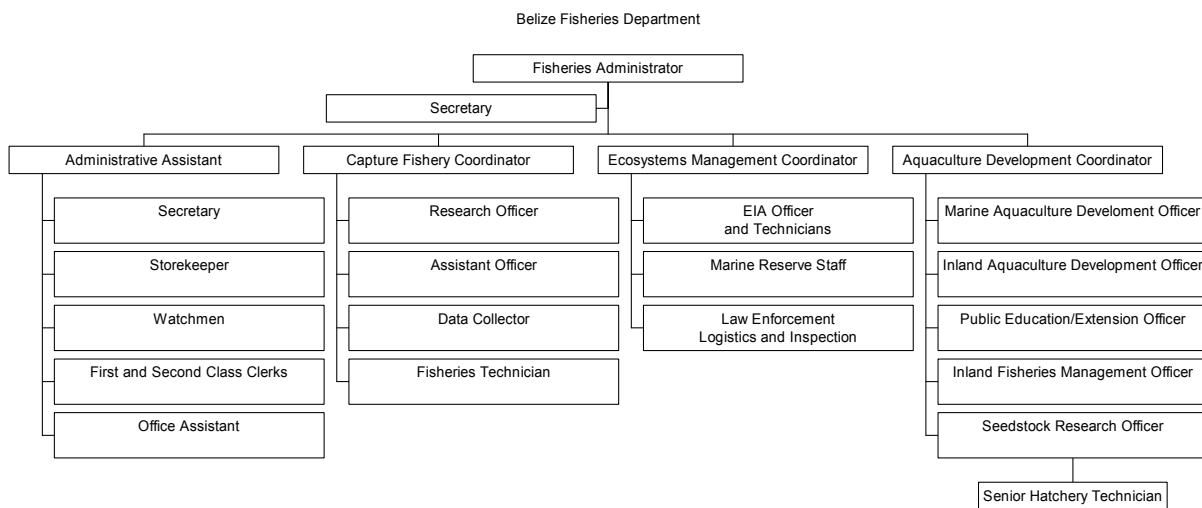 Belize Fisheries Department
Fisheries Administrator
Secretary
Administrative Assistant
Capture Fishery Coordinator
Ecosystems Management Coordinator
Aquaculture Development Coordinator
Secretary
Storekeeper
Watchmen
First and Second Class Clerks
Office Assistant
Research Officer
Assistant Officer
Data Collector
Fisheries Technician
EIA Officer
and Technicians
Marine Reserve Staff
Law Enforcement
Logistics and Inspection
Marine Aquaculture Develoment Officer
Inland Aquaculture Development Officer
Public Education/Extension Officer
Inland Fisheries Management Officer
Seedstock Research Officer
Senior Hatchery Technician